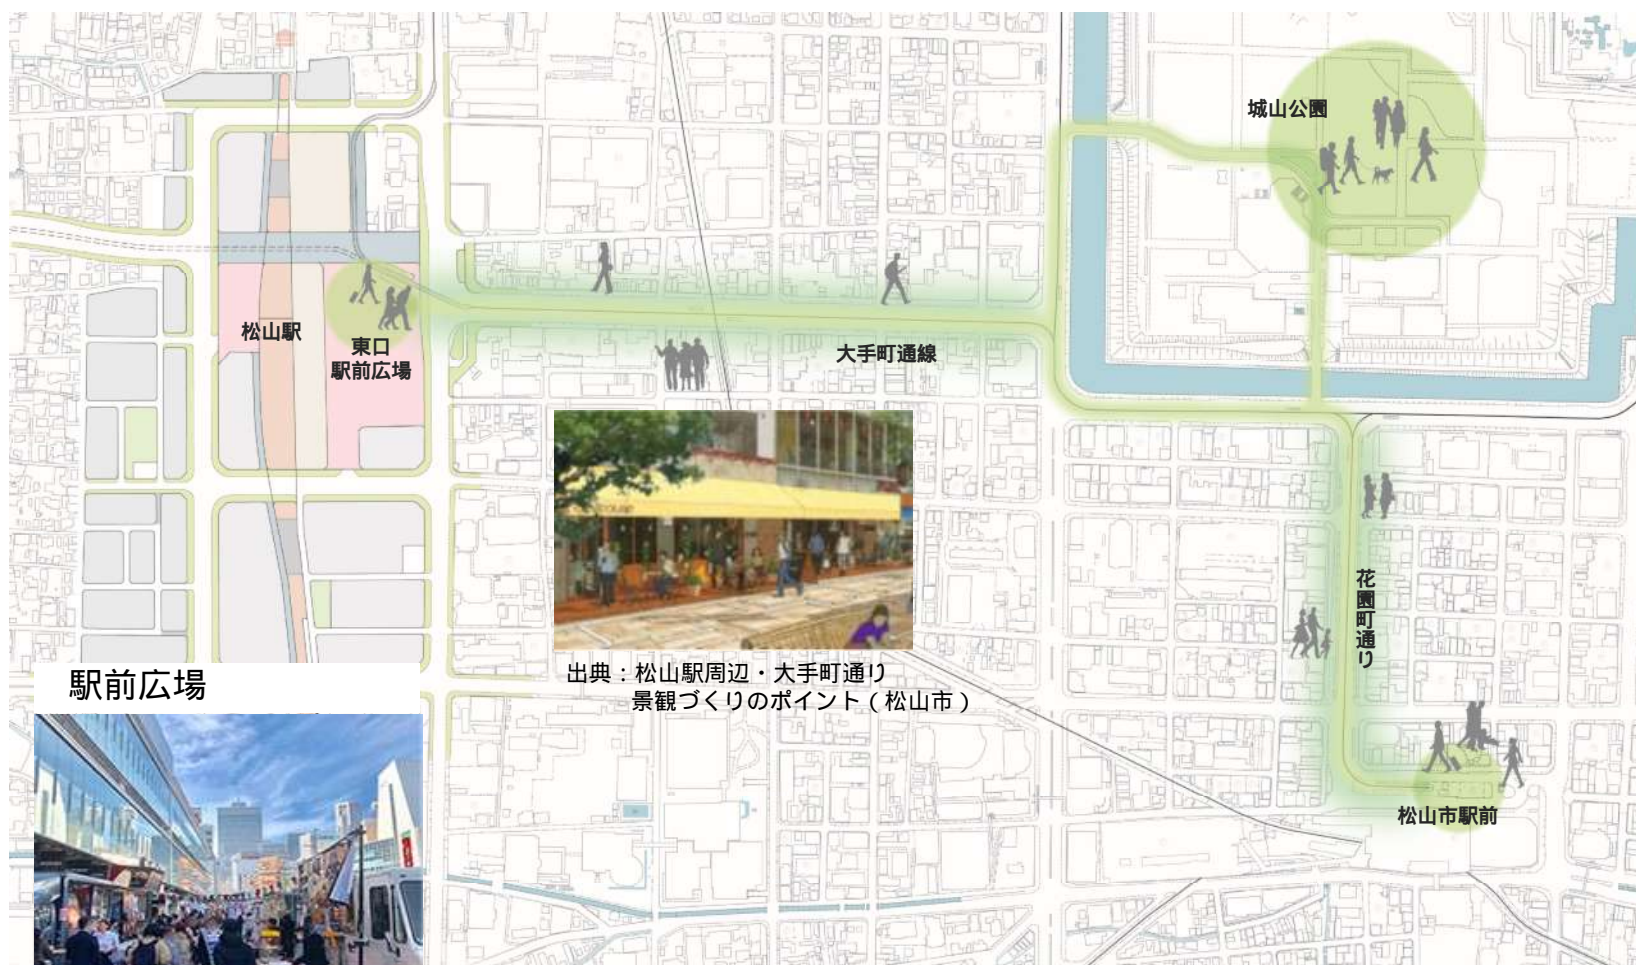 城山公園
松山駅
東口
駅前広場
大手町通線
花園町通り
出典：松山駅周辺・大手町通り
景観づくりのポイント（松山市）
駅前広場
松山市駅前